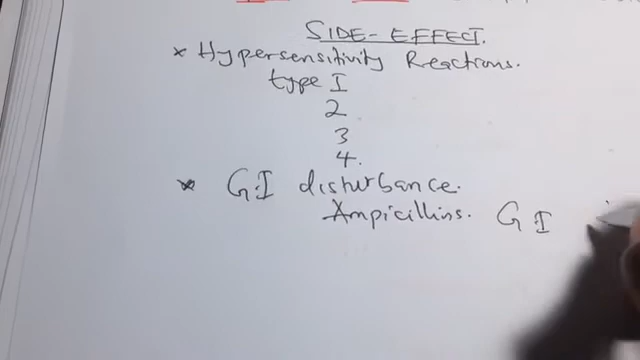 SIDE-EFFECT.
* Hypersensitivity Reactions.
type I
2
3
4.
* G.I disturbance.
Ampicillins. G I